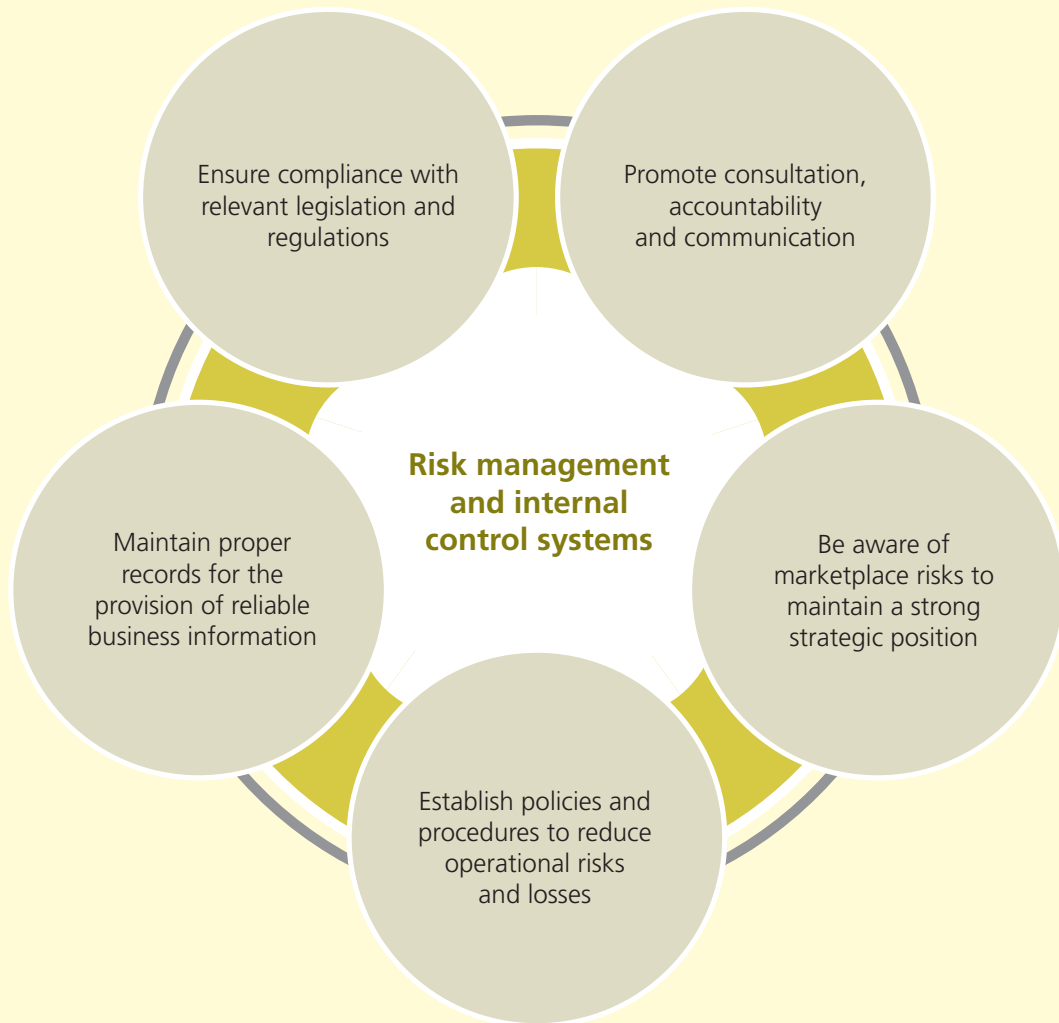 Ensure compliance with
relevant legislation and
regulations
Promote consultation,
accountability
and communication
Risk management
and internal
control systems
Maintain proper
records for the
provision of reliable
business information
Be aware of
marketplace risks to
maintain a strong
strategic position
Establish policies and
procedures to reduce
operational risks
and losses